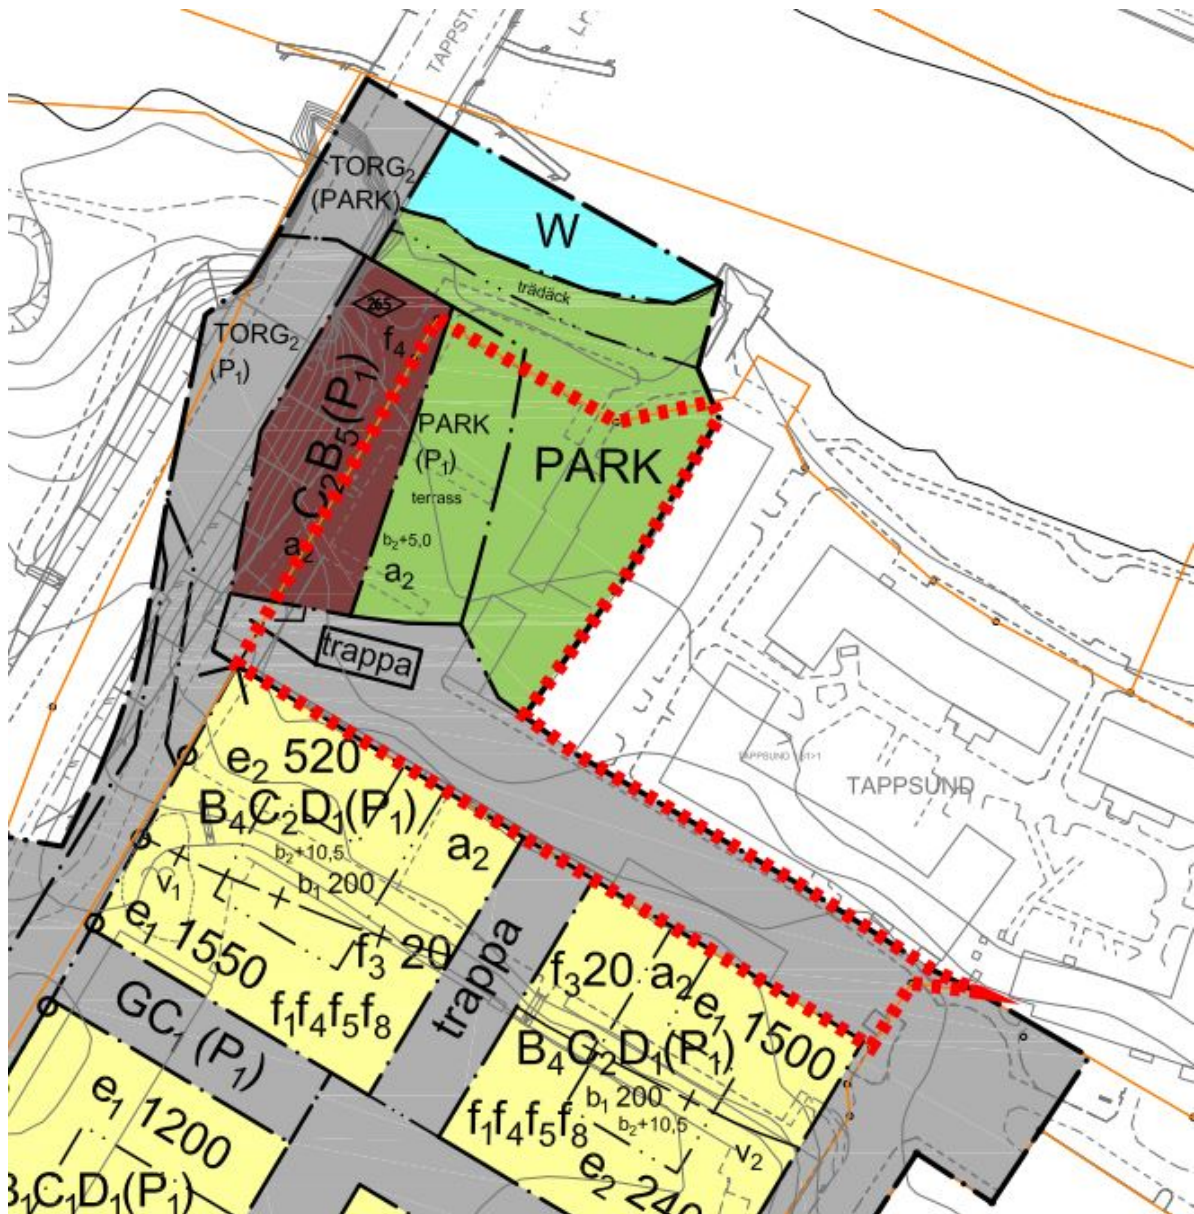 TAPPST
TORG₂
(PARK)
W
trädäck
265
TORG₂
(P₁)
f₄
C₂B₅(P₁)
a₂
PARK
(P₁)
terrass
b₂+5,0
a₂
PARK
trappa
TAPPSUND
e₂ 520
B₄C₂D₁(P₁)
a₂
b₂+10,5
b₁ 200
v₁
e₁ 1550
f₃ 20
f₁f₄f₅f₈
trappa
GC₁ (P₁)
f₃20 a₂
e₁ 1500
B₄C₂D₁(P₁)
b₁ 200
b₂+10,5
f₁f₄f₅f₈
v₂
e₂ 240
e₁ 1200
B₁C₁D₁(P₁)